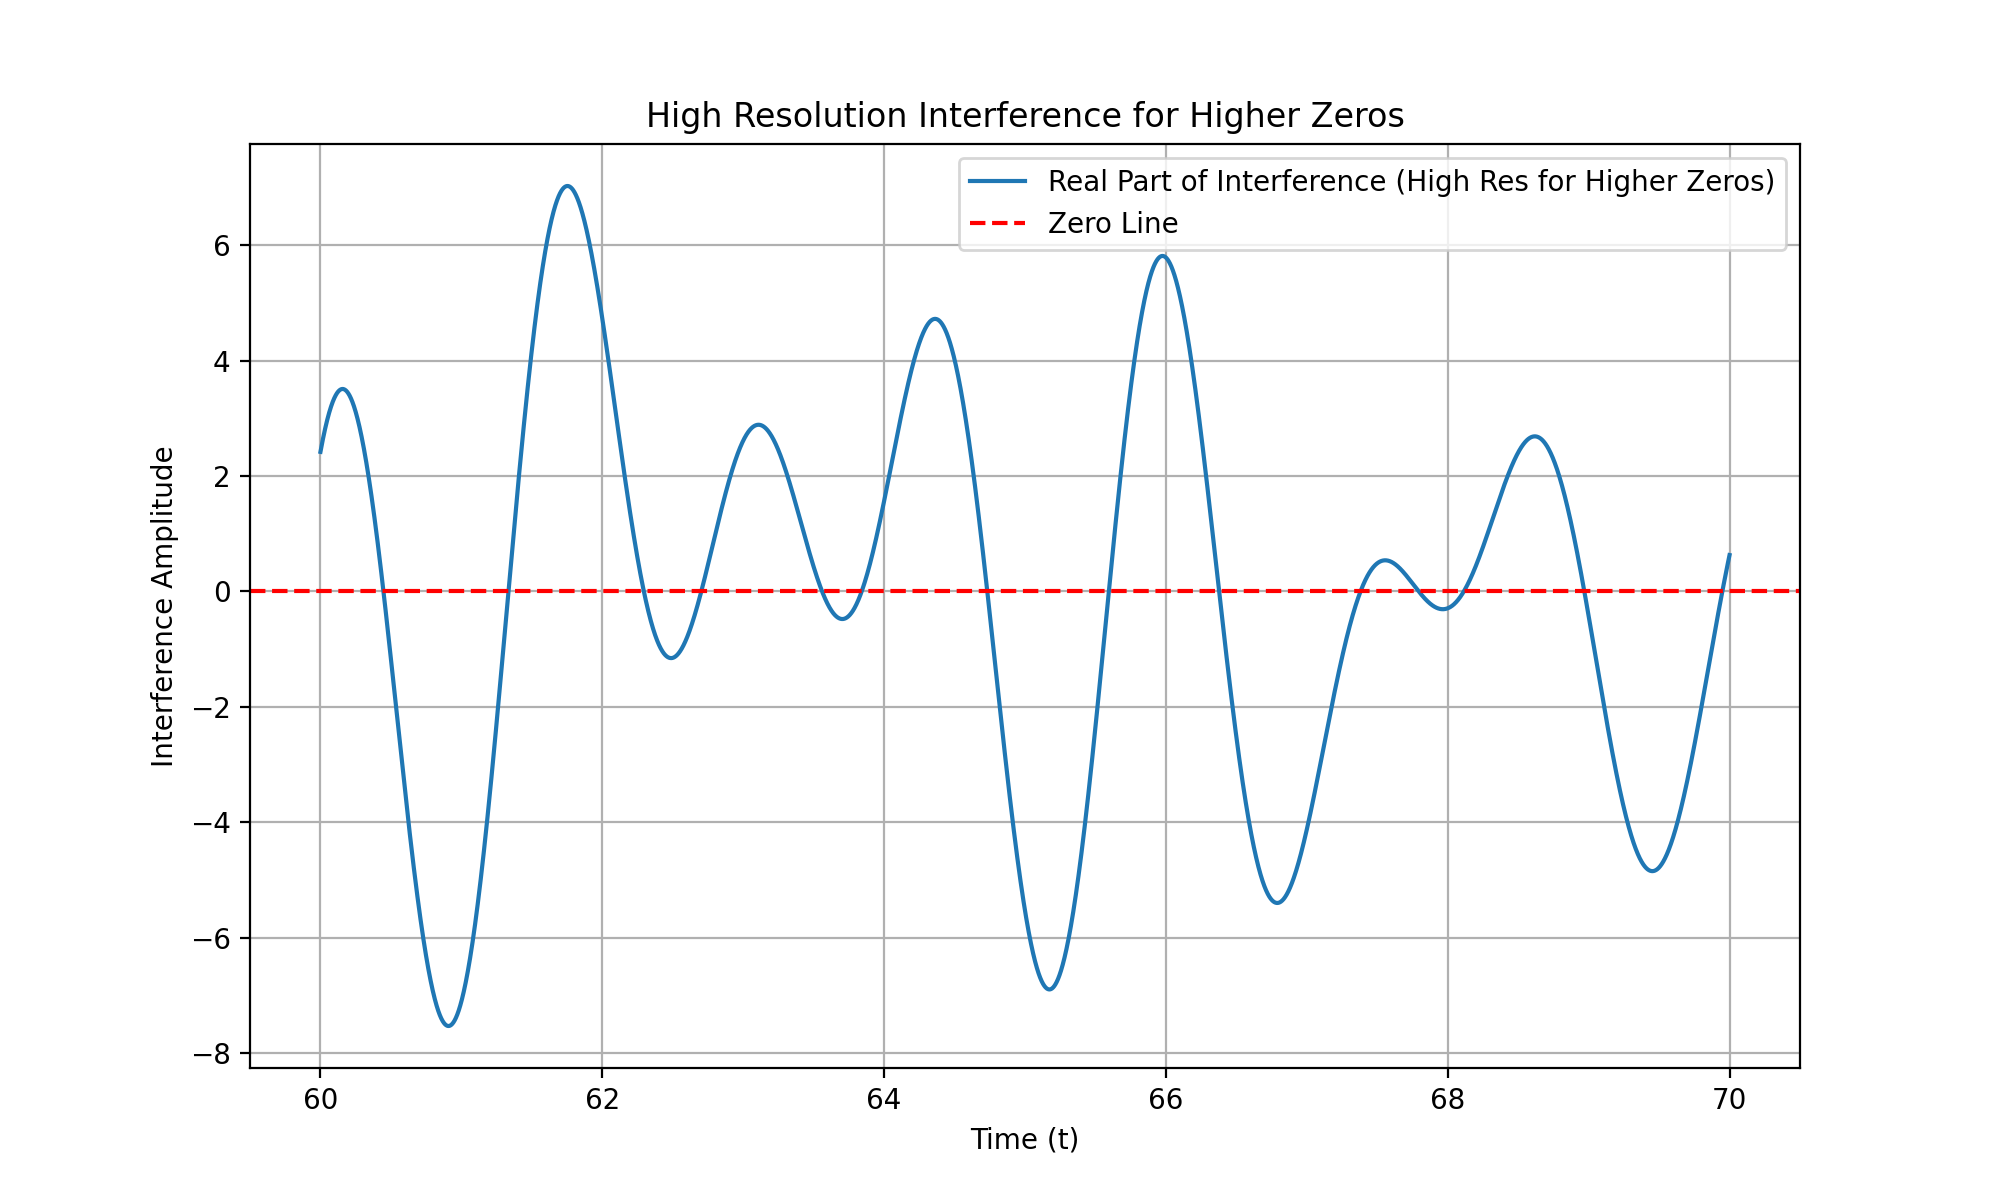 High Resolution Interference for Higher Zeros
Real Part of Interference (High Res for Higher Zeros)
Zero Line
Interference Amplitude
6
4
2
0
−2
−4
−6
−8
60 62 64 66 68 70
Time (t)